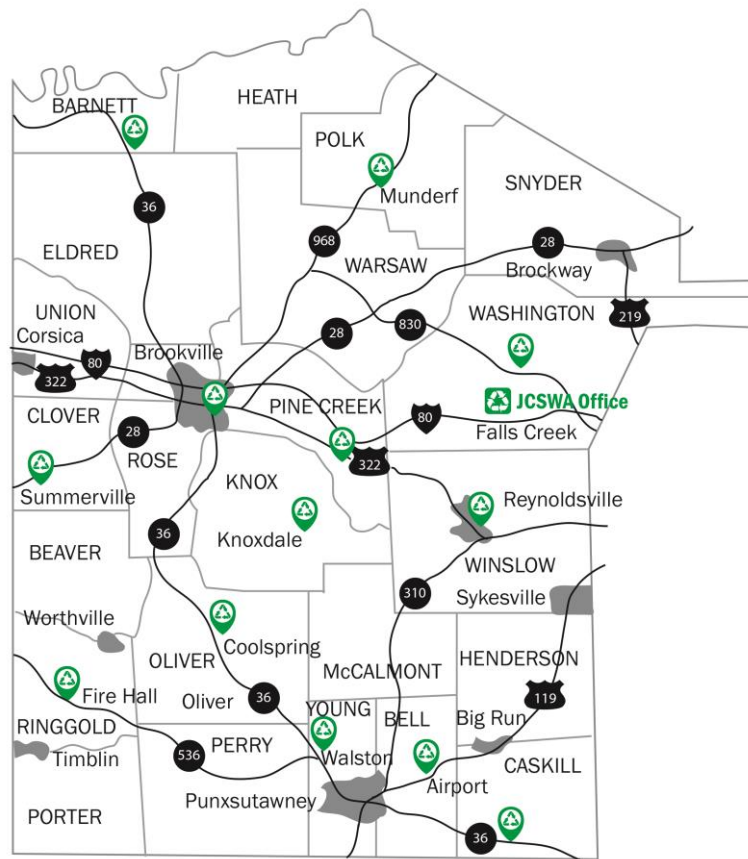 HEATH
BARNETT
POLK
SNYDER
Munderf
36
968
28
ELDRED
WARSAW
Brockway
UNION
WASHINGTON
Corsica
219
Brookville
28
830
80
322
JCSWA Office
PINE CREEK
CLOVER
80
Falls Creek
28
ROSE
322
KNOX
Summerville
Reynoldsville
36
Knoxdale
BEAVER
WINSLOW
310
Sykesville
Worthville
Coolspring
OLIVER
McCALMONT
HENDERSON
Fire Hall
Oliver
36
119
YOUNG
BELL
Big Run
RINGGOLD
PERRY
536
Walston
Timblin
CASKILL
Airport
Punxsutawney
PORTER
36